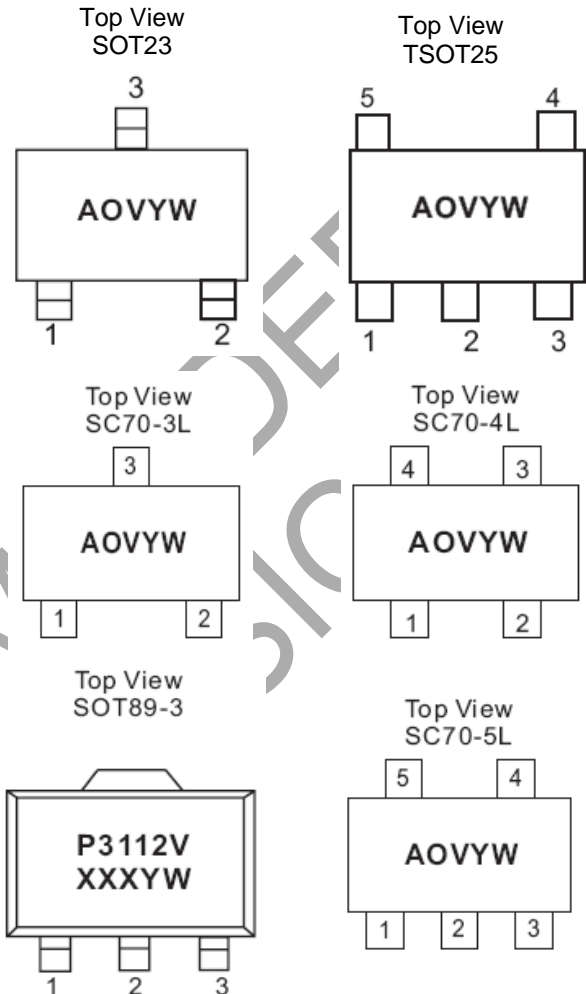 Top View
SOT23
3
AOVYW
1 2
Top View
TSOT25
5 4
AOVYW
1 2 3
Top View
SC70-3L
3
AOVYW
1 2
Top View
SC70-4L
4 3
AOVYW
1 2
Top View
SOT89-3
P3112V
XXXYW
1 2 3
Top View
SC70-5L
5 4
AOVYW
1 2 3